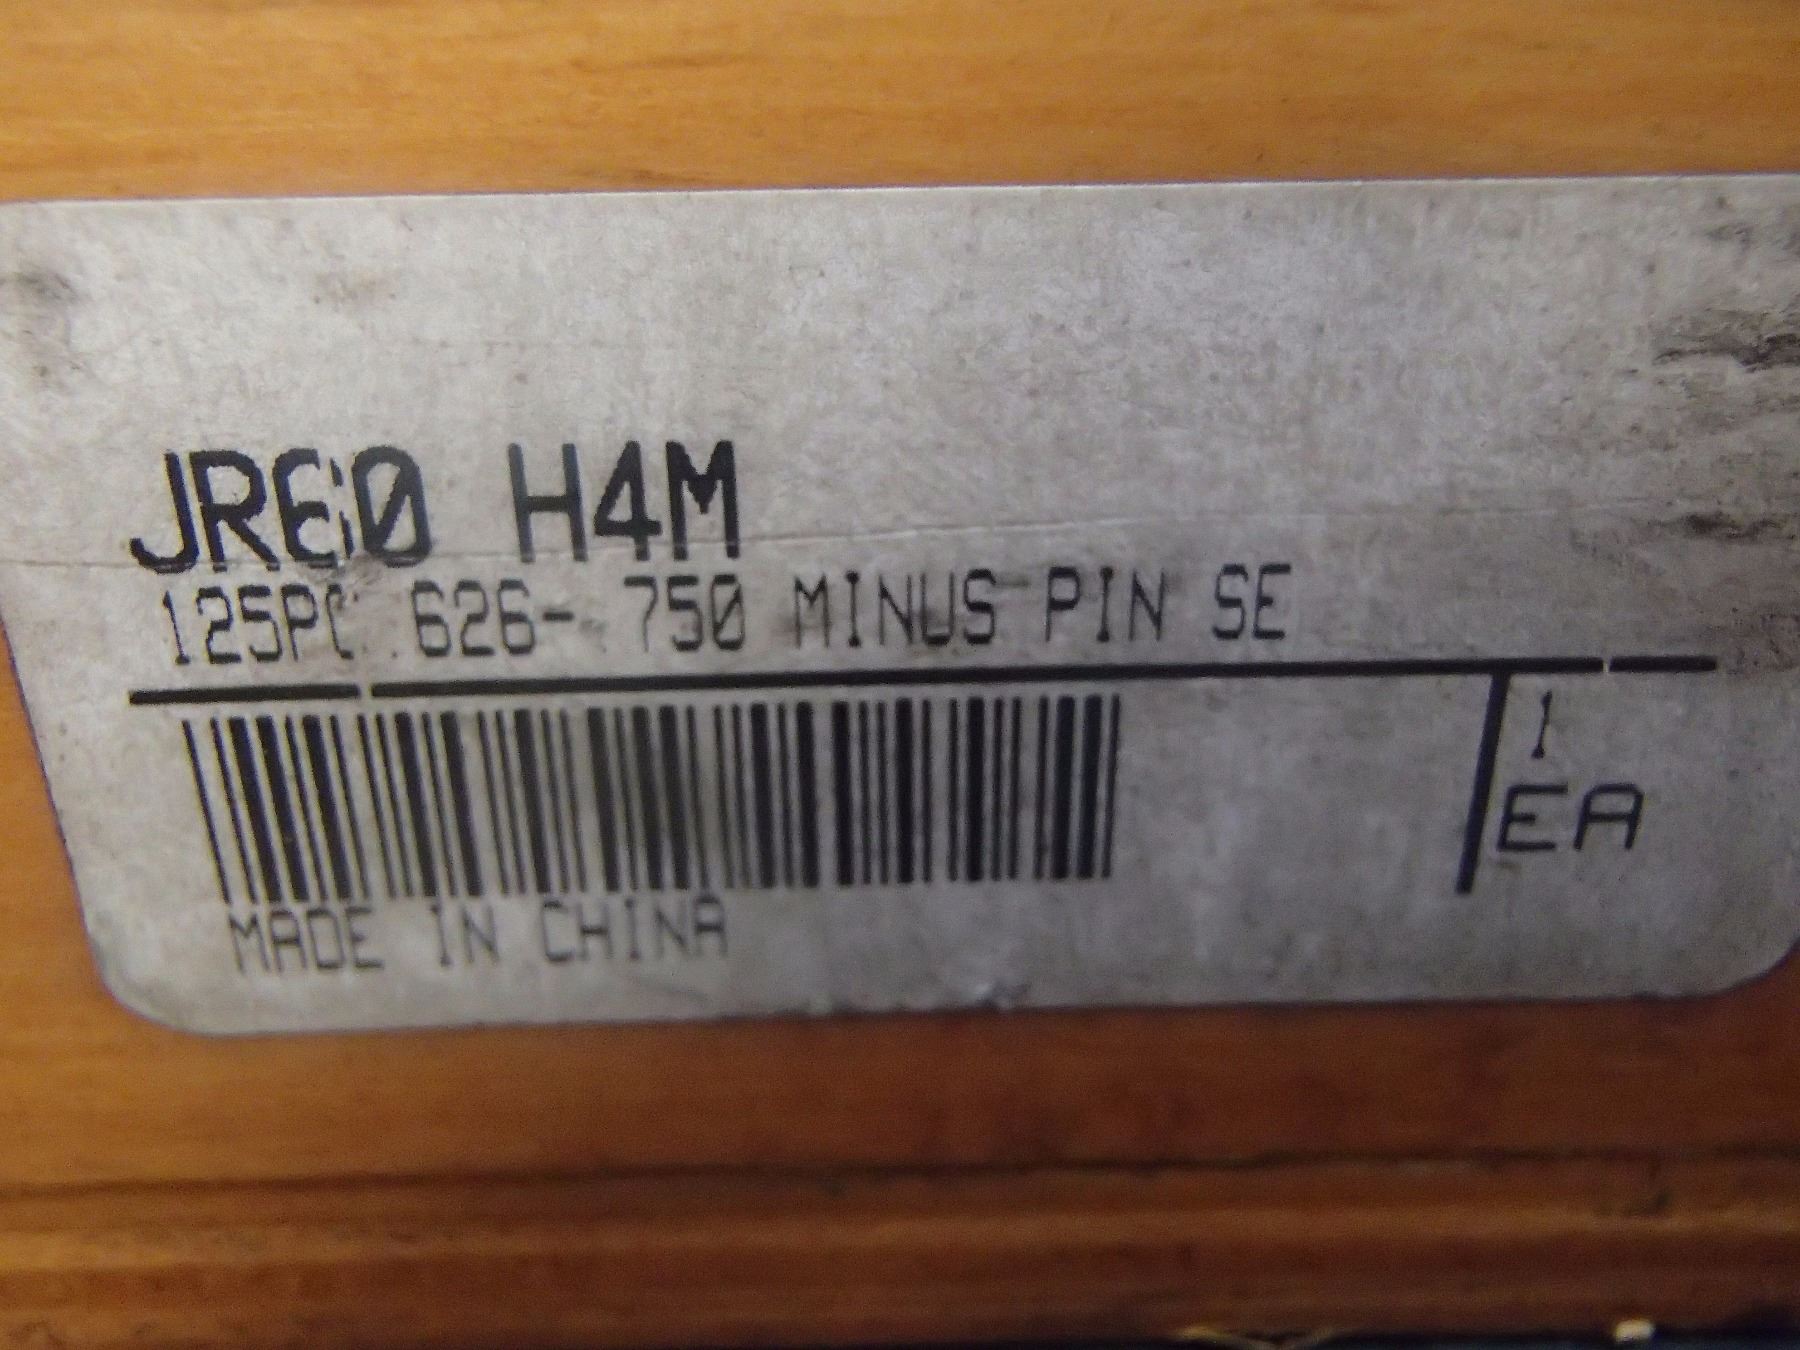 JR60 H4M
125PC .626-.750 MINUS PIN SE
1
EA
MADE IN CHINA